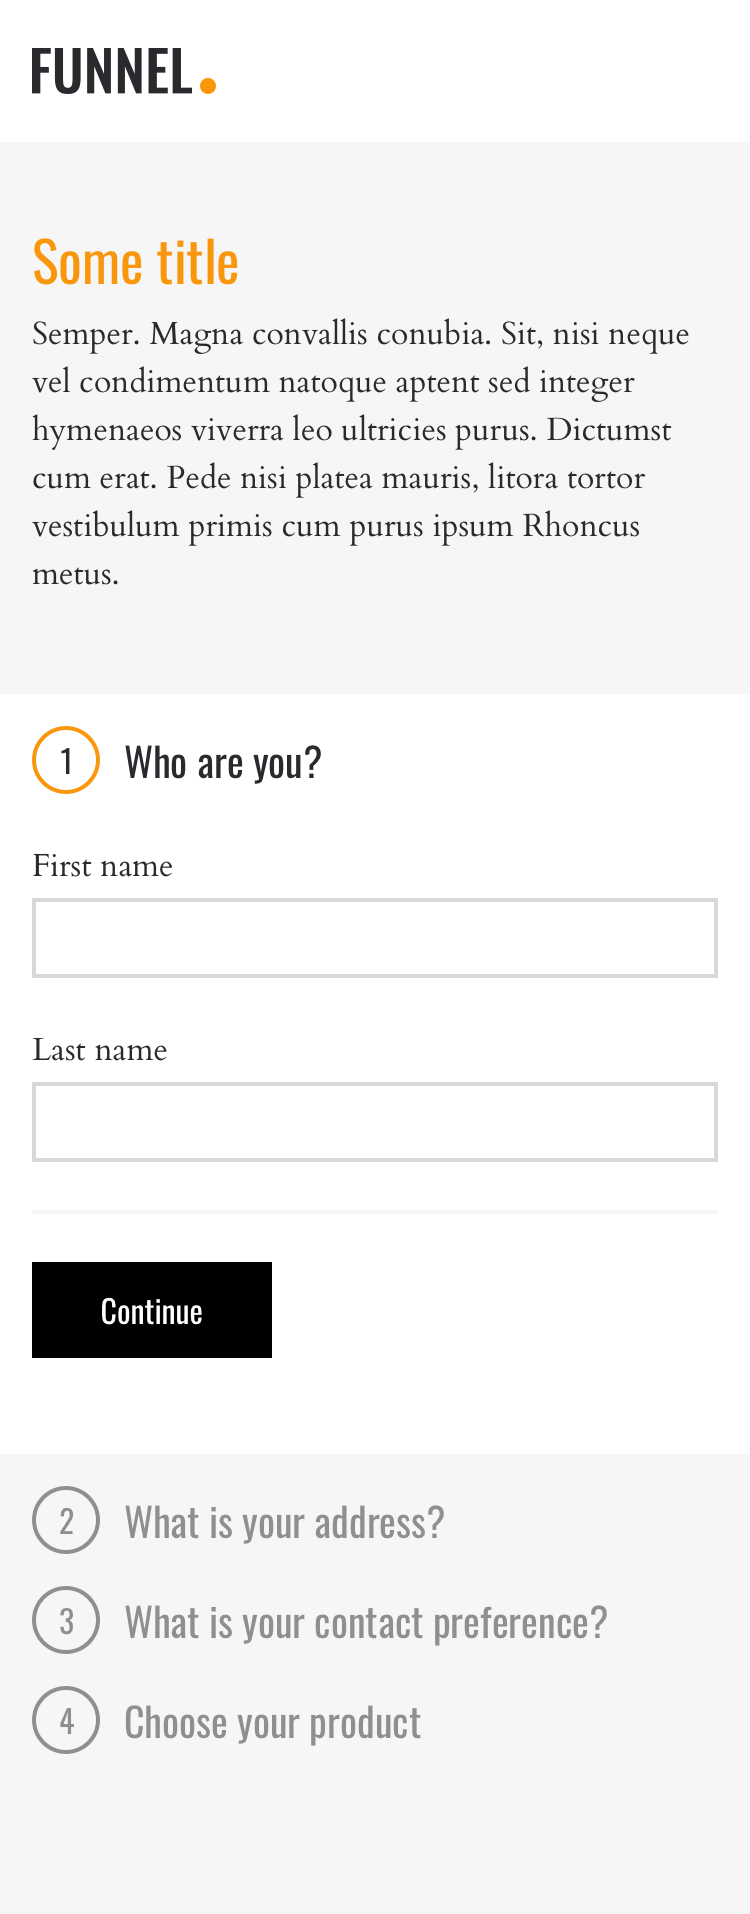 FUNNEL.
Some title
Semper. Magna convallis conubia. Sit, nisi neque
vel condimentum natoque aptent sed integer
hymenaeos viverra leo ultricies purus. Dictumst
cum erat. Pede nisi platea mauris, litora tortor
vestibulum primis cum purus ipsum Rhoncus
metus.
1 Who are you?
First name
Last name
Continue
2 What is your address?
3 What is your contact preference?
4 Choose your product